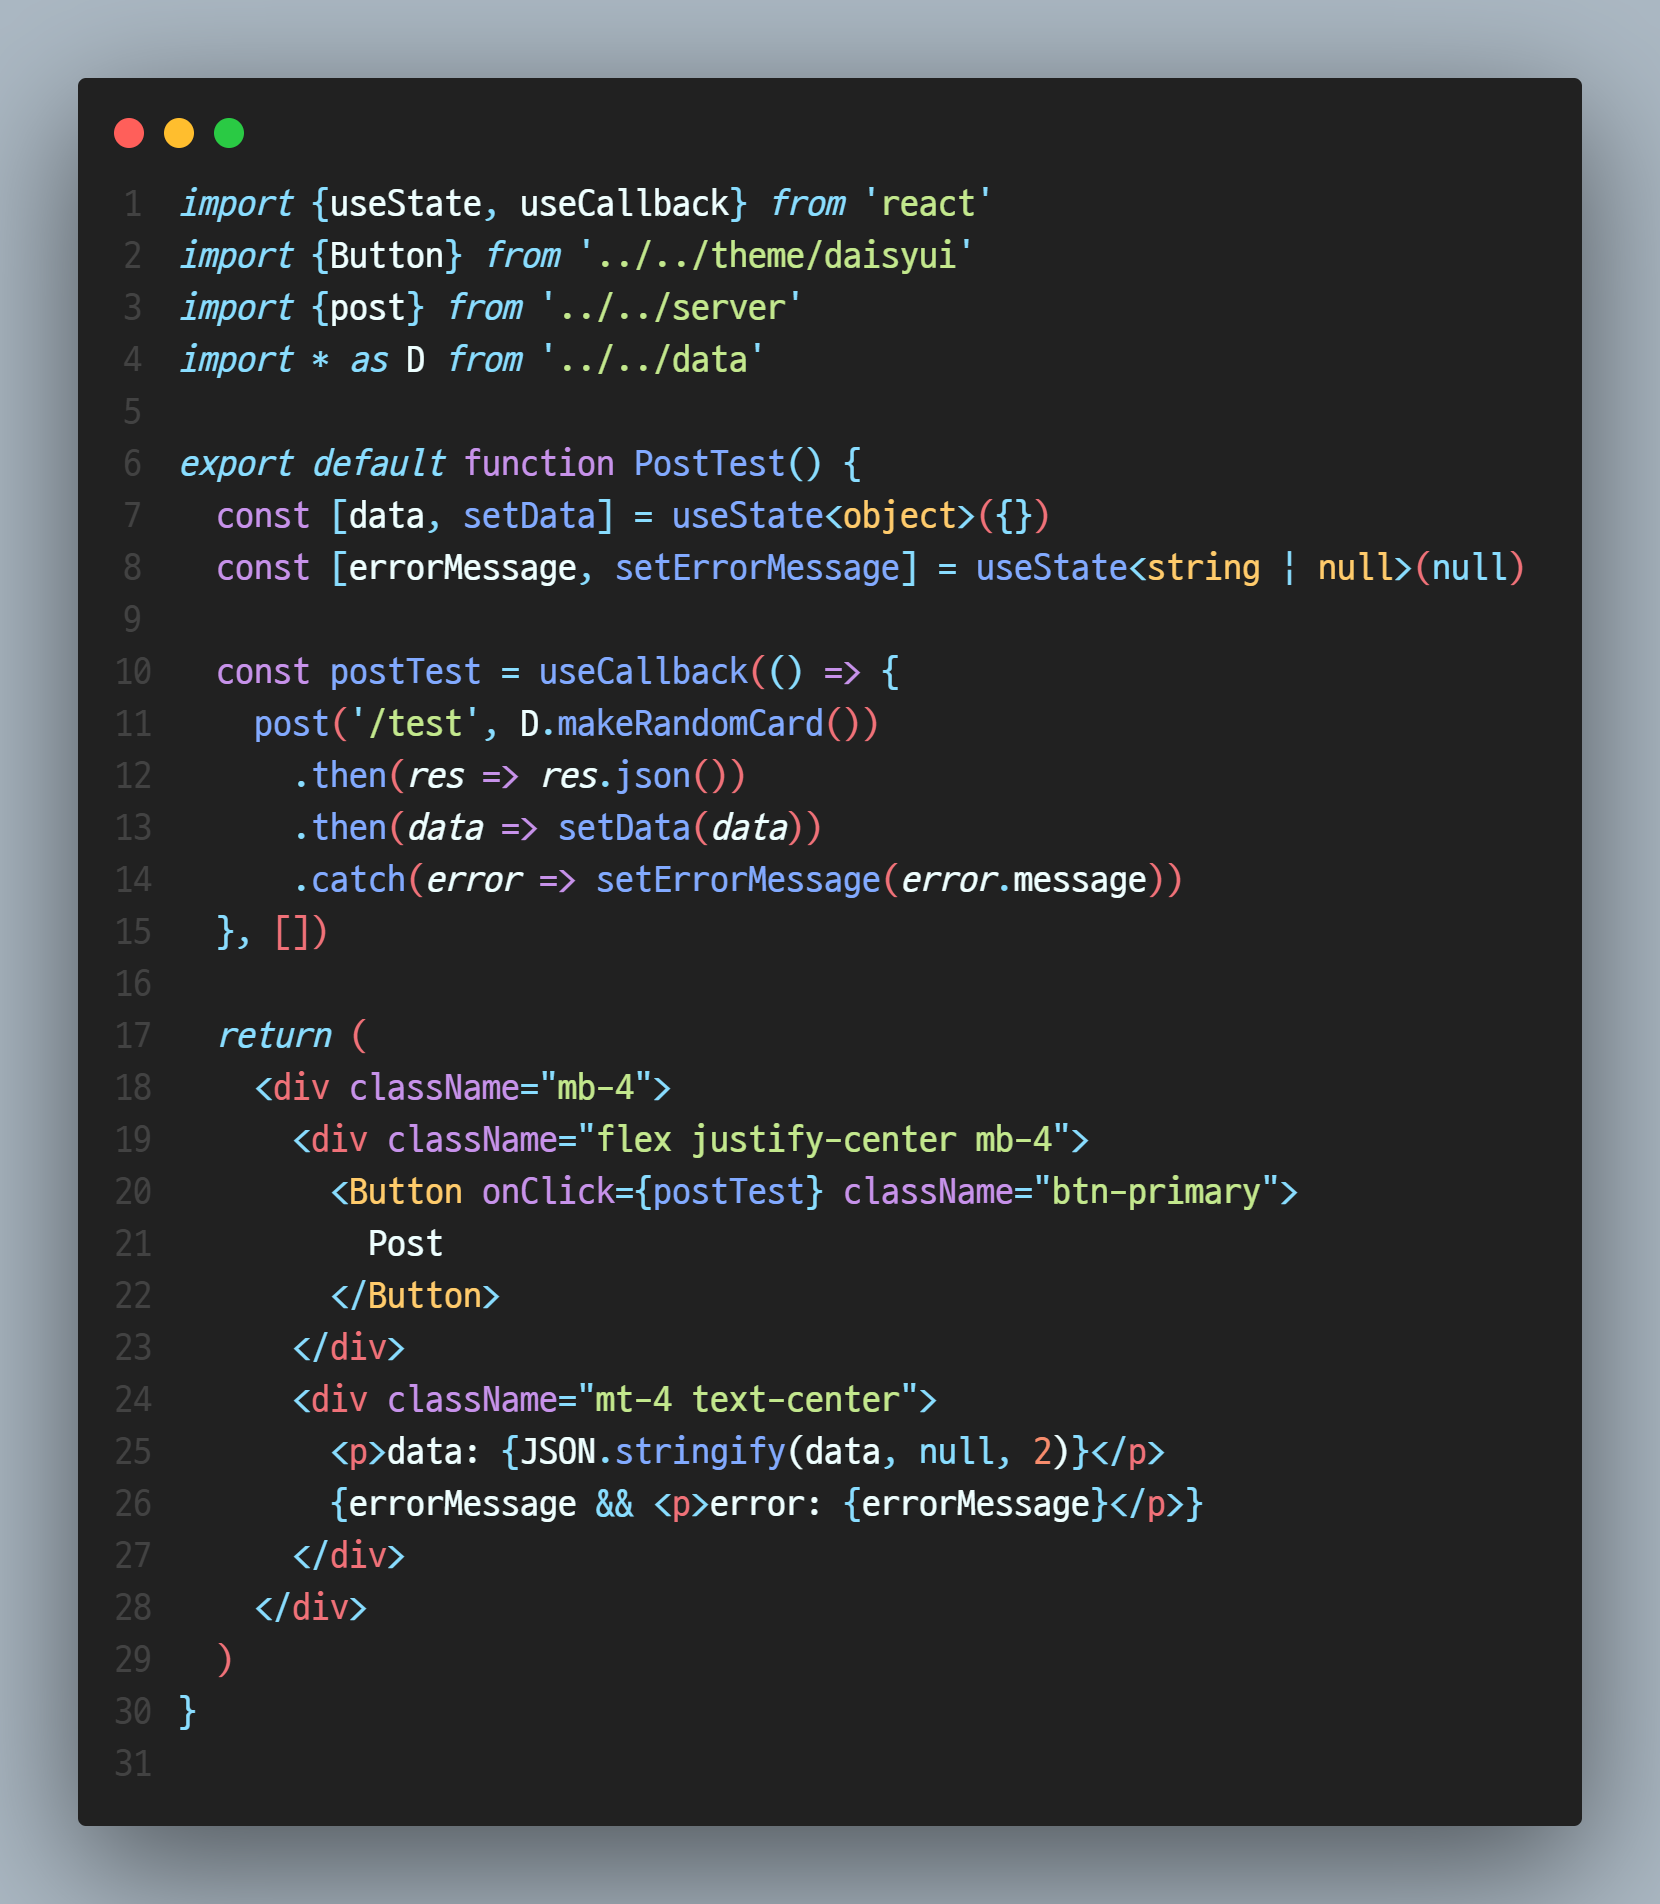 1 import {useState, useCallback} from 'react'
2 import {Button} from '../../theme/daisyui'
3 import {post} from '../../server'
4 import * as D from '../../data'
5
6 export default function PostTest() {
7   const [data, setData] = useState<object>({})
8   const [errorMessage, setErrorMessage] = useState<string | null>(null)
9
10   const postTest = useCallback(() => {
11     post('/test', D.makeRandomCard())
12       .then(res => res.json())
13       .then(data => setData(data))
14       .catch(error => setErrorMessage(error.message))
15   }, [])
16
17   return (
18     <div className="mb-4">
19       <div className="flex justify-center mb-4">
20         <Button onClick={postTest} className="btn-primary">
21           Post
22         </Button>
23       </div>
24       <div className="mt-4 text-center">
25         <p>data: {JSON.stringify(data, null, 2)}</p>
26         {errorMessage && <p>error: {errorMessage}</p>}
27       </div>
28     </div>
29   )
30 }
31